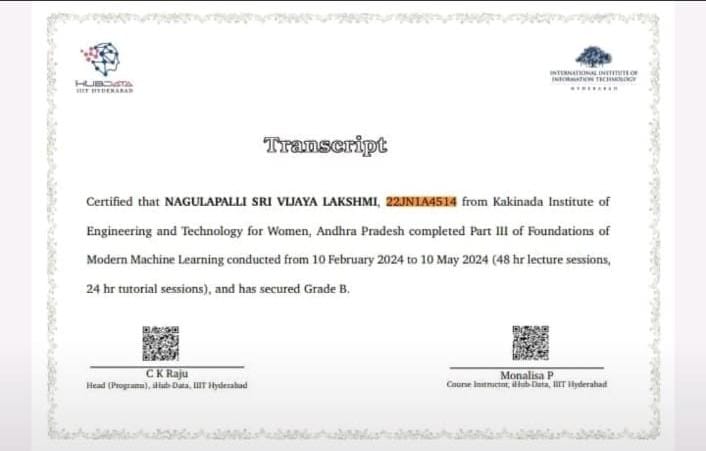 HUBDATA
IIIT HYDERABAD
INTERNATIONAL INSTITUTE OF
INFORMATION TECHNOLOGY
HYDERABAD
Transcript
Certified that NAGULAPALLI SRI VIJAYA LAKSHMI, 22JN1A4514 from Kakinada Institute of
Engineering and Technology for Women, Andhra Pradesh completed Part III of Foundations of
Modern Machine Learning conducted from 10 February 2024 to 10 May 2024 (48 hr lecture sessions,
24 hr tutorial sessions), and has secured Grade B.
C K Raju
Head (Programs), iHub-Data, IIIT Hyderabad
Monalisa P
Course Instructor, iHub-Data, IIIT Hyderabad